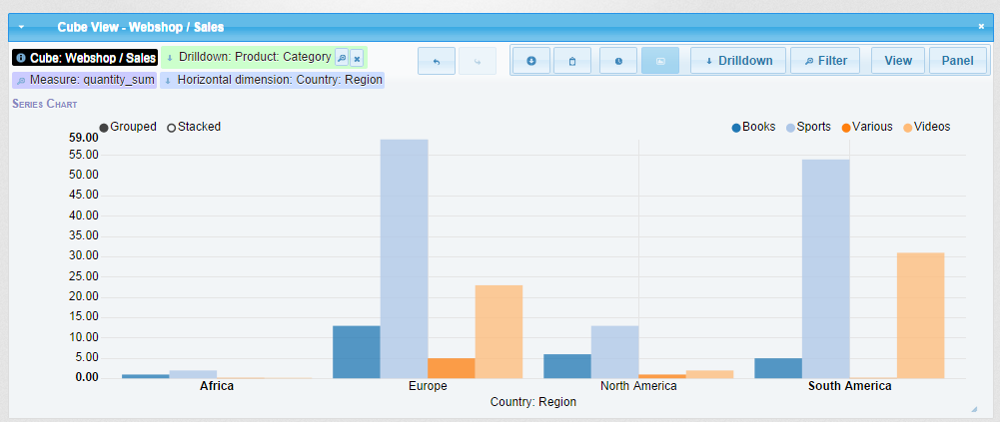 Cube View - Webshop / Sales
Cube: Webshop / Sales Drilldown: Product: Category
Measure: quantity_sum Horizontal dimension: Country: Region
Drilldown Filter View Panel
Series Chart
Grouped Stacked
Books Sports Various Videos
59.00
55.00
50.00
45.00
40.00
35.00
30.00
25.00
20.00
15.00
10.00
5.00
0.00
Africa Europe North America South America
Country: Region